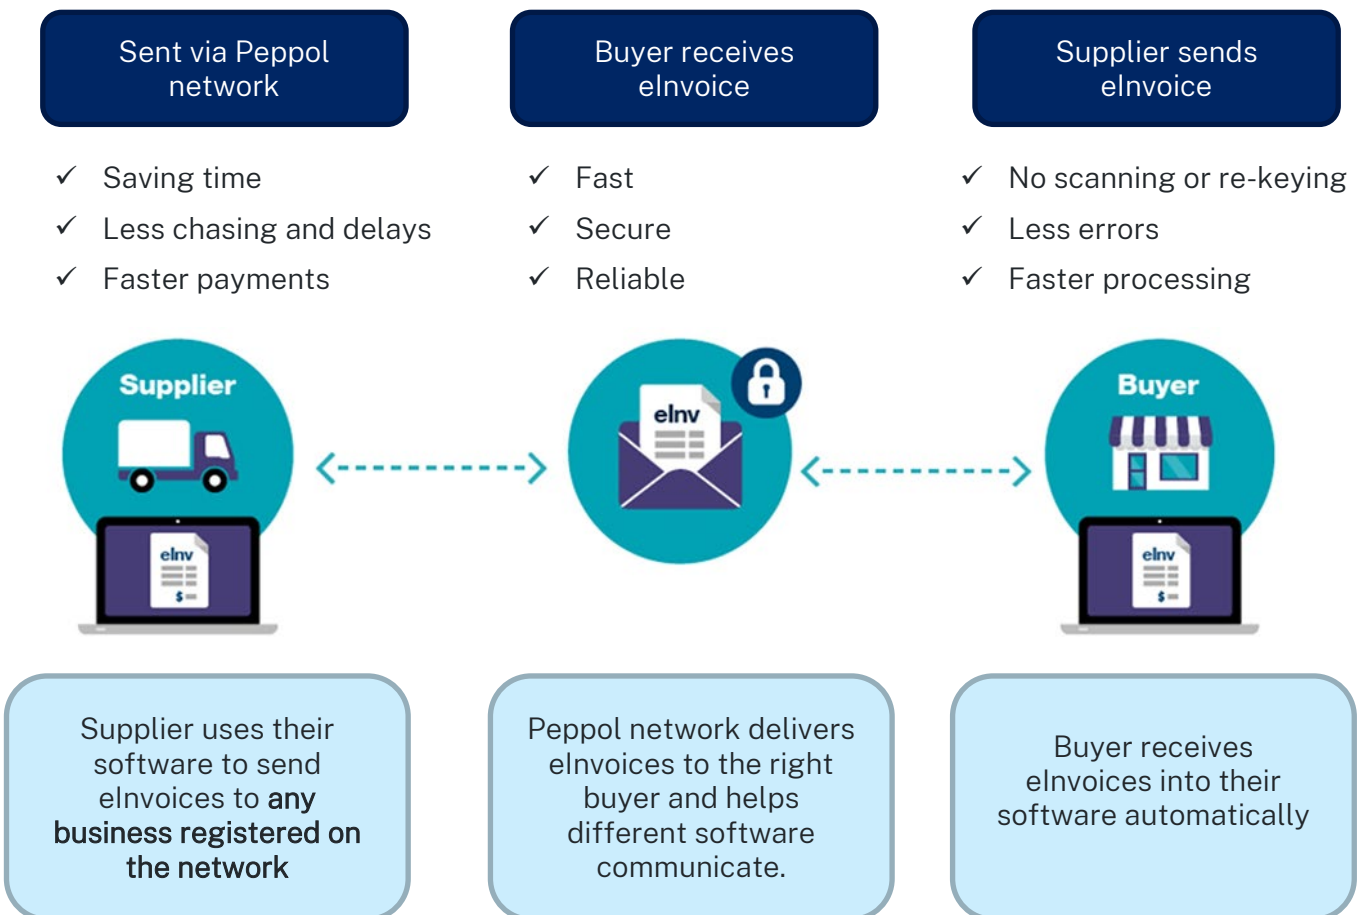 Sent via Peppol
network
Buyer receives
eInvoice
Supplier sends
eInvoice
✓ Saving time
✓ Less chasing and delays
✓ Faster payments
✓ Fast
✓ Secure
✓ Reliable
✓ No scanning or re-keying
✓ Less errors
✓ Faster processing
Supplier
eInv
$
eInv
Buyer
eInv
$
Supplier uses their
software to send
eInvoices to any
business registered on
the network
Peppol network delivers
eInvoices to the right
buyer and helps
different software
communicate.
Buyer receives
eInvoices into their
software automatically